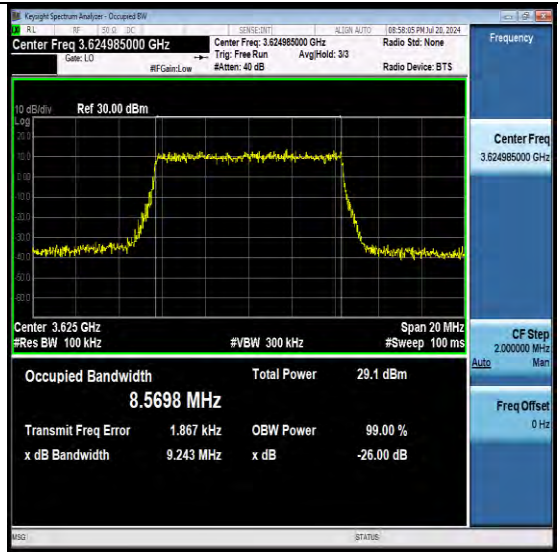 Keysight Spectrum Analyzer - Occupied BW
RL RF 50 Ω DC SENSE:INT ALIGN AUTO 08:58:05 PM Jul 20, 2024
Center Freq 3.624985000 GHz Center Freq: 3.624985000 GHz Radio Std: None Frequency
Gate: LO Trig: Free Run Avg|Hold: 3/3
#IFGain:Low #Atten: 40 dB Radio Device: BTS
10 dB/div Ref 30.00 dBm
Log
20.0
10.0
0.00
-10.0
-20.0
-30.0
-40.0
-50.0
-60.0
Center Freq
3.624985000 GHz
Center 3.625 GHz Span 20 MHz
#Res BW 100 kHz #VBW 300 kHz #Sweep 100 ms
CF Step
2.000000 MHz
Auto Man
Occupied Bandwidth Total Power 29.1 dBm
8.5698 MHz
Freq Offset
0 Hz
Transmit Freq Error 1.867 kHz OBW Power 99.00 %
x dB Bandwidth 9.243 MHz x dB -26.00 dB
MSG STATUS